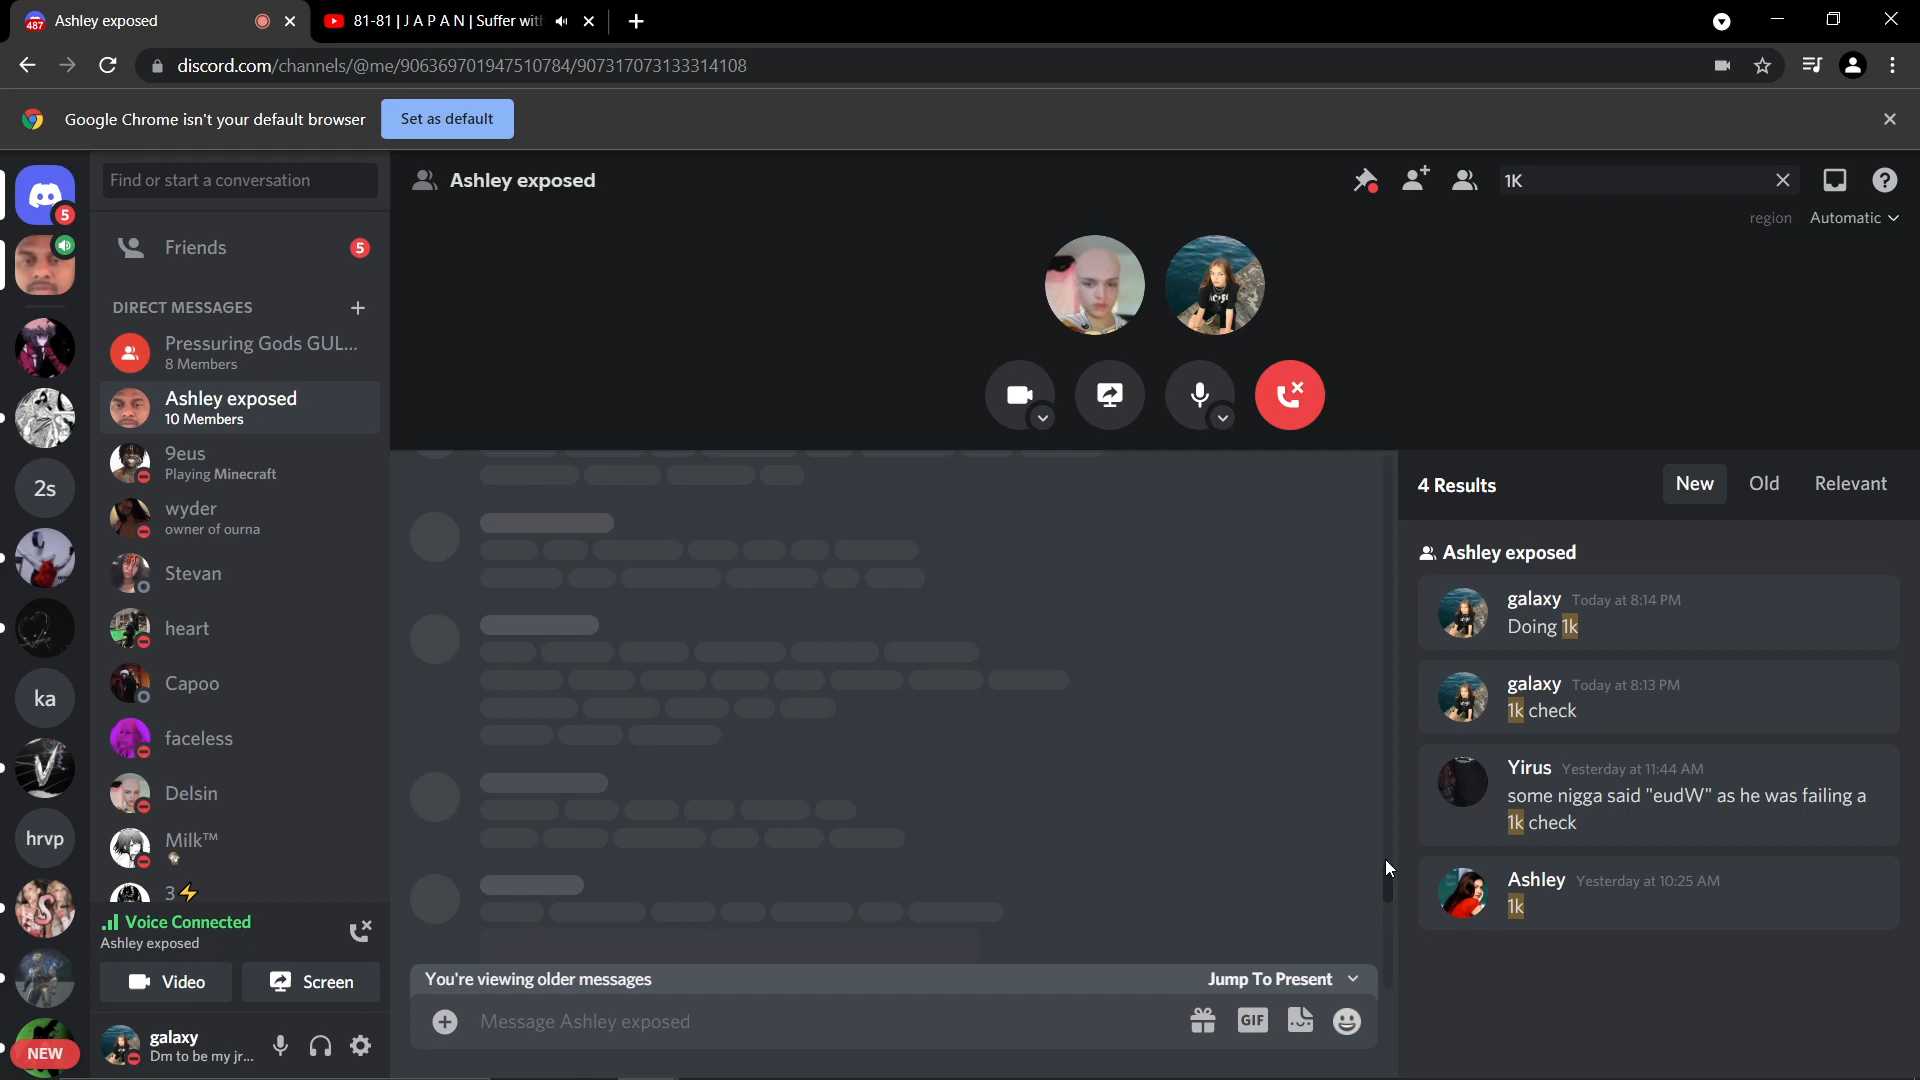 487 Ashley exposed
81-81 | J A P A N | Suffer wit
discord.com/channels/@me/906369701947510784/907317073133314108
Google Chrome isn't your default browser Set as default
Find or start a conversation
Ashley exposed
1K
region Automatic
5
Friends 5
DIRECT MESSAGES
Pressuring Gods GUL...
8 Members
Ashley exposed
10 Members
9eus
Playing Minecraft
2s
wyder
owner of ourna
Stevan
heart
ka
Capoo
faceless
Delsin
hrvp
Milk™
3⚡
Voice Connected
Ashley exposed
Video Screen
galaxy
Dm to be my jr...
NEW
4 Results New Old Relevant
Ashley exposed
galaxy Today at 8:14 PM
Doing 1k
galaxy Today at 8:13 PM
1k check
Yirus Yesterday at 11:44 AM
some nigga said "eudW" as he was failing a
1k check
Ashley Yesterday at 10:25 AM
1k
You're viewing older messages Jump To Present
Message Ashley exposed
GIF